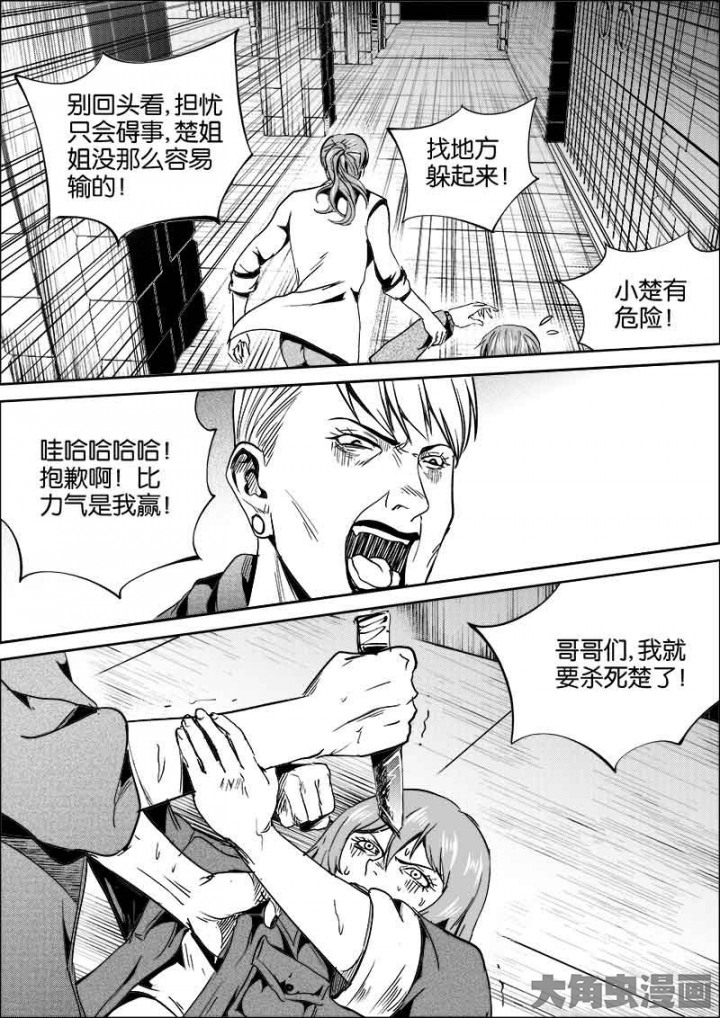 别回头看,担忧
只会碍事,楚姐
姐没那么容易
输的!
找地方
躲起来!
小楚有
危险!
哇哈哈哈哈!
抱歉啊!比
力气是我赢!
哥哥们,我就
要杀死楚了!
大角虫漫画